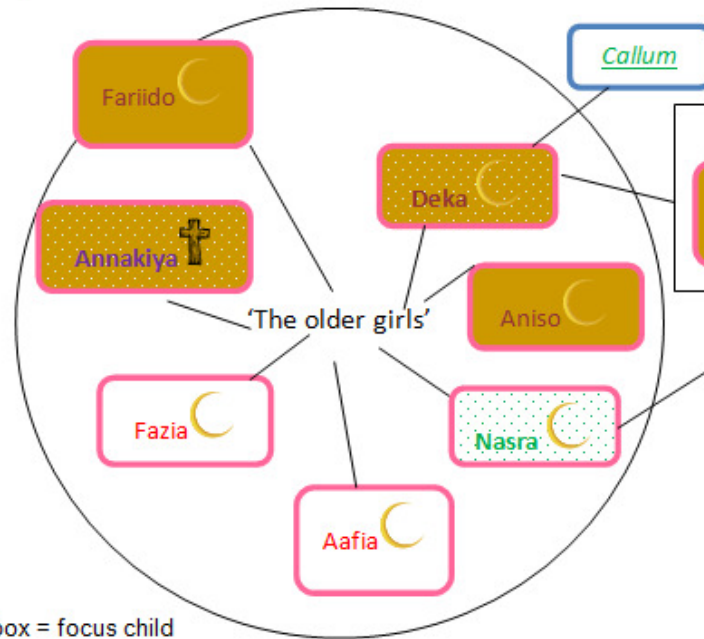 Callum
Fariido
Deka
Annakiya
'The older girls'
Aniso
Fazia
Nasra
Aafia
box = focus child